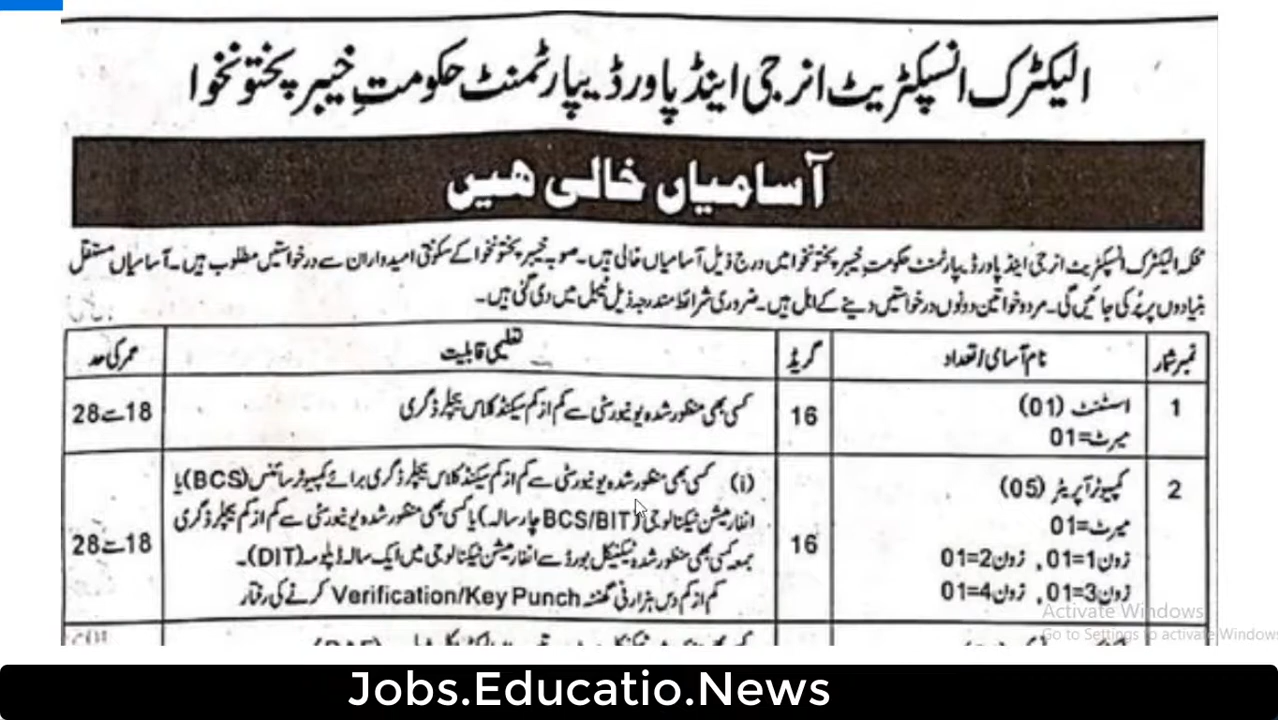 الیکٹرک انسپکٹریٹ انرجی اینڈ پاور ڈیپارٹمنٹ حکومتِ خیبر پختونخوا
آسامیاں خالی ھیں
محکمہ الیکٹرک انسپکٹریٹ انرجی اینڈ پاور ڈیپارٹمنٹ حکومت خیبر پختونخوا میں درج ذیل آسامیاں خالی ہیں۔ صوبہ خیبر پختونخوا کے سکونتی امیدواران سے درخواستیں مطلوب ہیں۔ آسامیاں مستقل
بنیادوں پر پُر کی جائیں گی۔ مرد و خواتین دونوں درخواستیں دینے کے اہل ہیں۔ ضروری شرائط مندرجہ ذیل ٹیبل میں دی گئی ہیں۔
نمبر شمار نام آسامی/تعداد گریڈ تعلیمی قابلیت عمر کی حد
1 اسسٹنٹ (01) 16 کسی بھی منظور شدہ یونیورسٹی سے کم از کم سیکنڈ کلاس بیچلر ڈگری 18 سے 28
میرٹ=01
2 کمپیوٹر آپریٹر (05)
میرٹ=01
زون1=01، زون2=01
زون3=01، زون4=01
16
(i) کسی بھی منظور شدہ یونیورسٹی سے کم از کم سیکنڈ کلاس بیچلر ڈگری برائے کمپیوٹر سائنس (BCS) یا
انفارمیشن ٹیکنالوجی (BCS/BIT چار سالہ) یا کسی بھی منظور شدہ یونیورسٹی سے کم از کم بیچلر ڈگری
بمعہ کسی بھی منظور شدہ ٹیکنیکل بورڈ سے انفارمیشن ٹیکنالوجی میں ایک سالہ ڈپلومہ (DIT)۔
کم از کم دس ہزار فی گھنٹہ Verification/Key Punch کرنے کی رفتار
18 سے 28
Activate Windows
Go to Settings to activate Windows
Jobs.Educatio.News